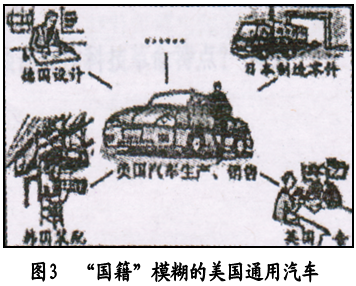 ……
德国设计
日本制造零件
美国汽车生产、销售
韩国装配
英国广告
图3 “国籍”模糊的美国通用汽车